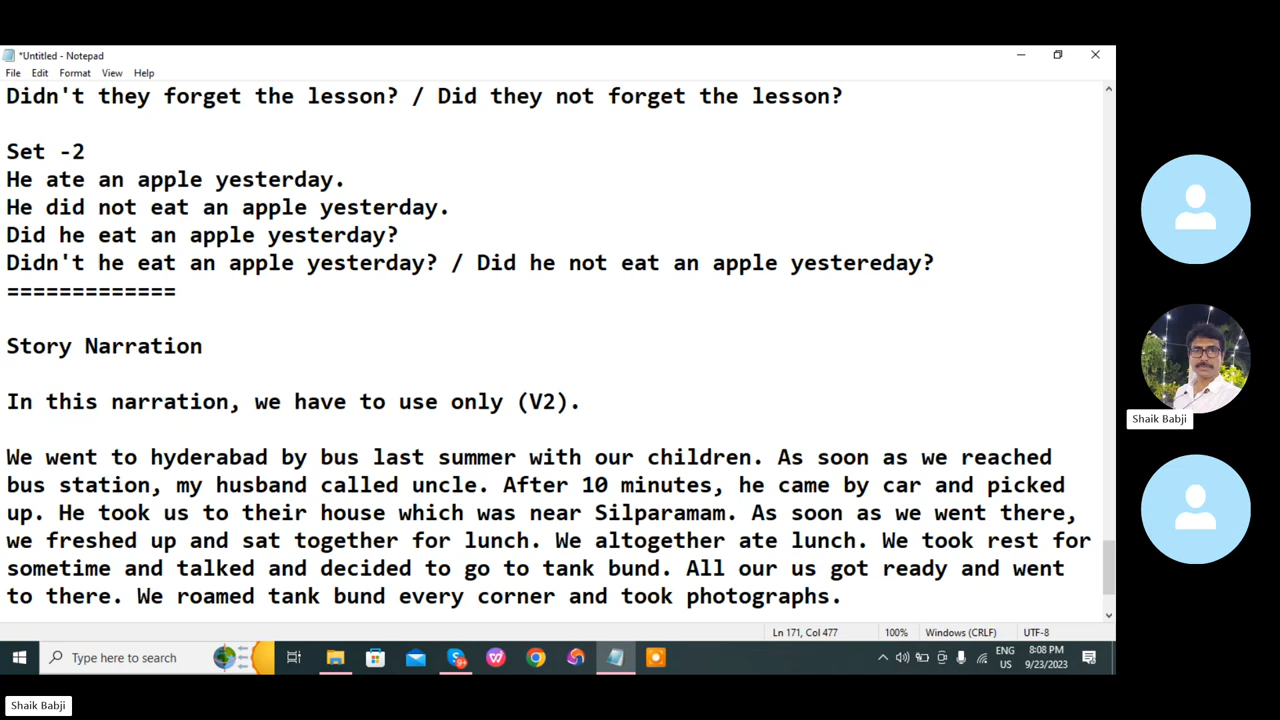 *Untitled - Notepad
File Edit Format View Help
Didn't they forget the lesson? / Did they not forget the lesson?
Set -2
He ate an apple yesterday.
He did not eat an apple yesterday.
Did he eat an apple yesterday?
Didn't he eat an apple yesterday? / Did he not eat an apple yestereday?
=============
Story Narration
In this narration, we have to use only (V2).
We went to hyderabad by bus last summer with our children. As soon as we reached
bus station, my husband called uncle. After 10 minutes, he came by car and picked
up. He took us to their house which was near Silparamam. As soon as we went there,
we freshed up and sat together for lunch. We altogether ate lunch. We took rest for
sometime and talked and decided to go to tank bund. All our us got ready and went
to there. We roamed tank bund every corner and took photographs.
Shaik Babji
Ln 171, Col 477 100% Windows (CRLF) UTF-8
Type here to search
ENG
US
8:08 PM
9/23/2023
Shaik Babji